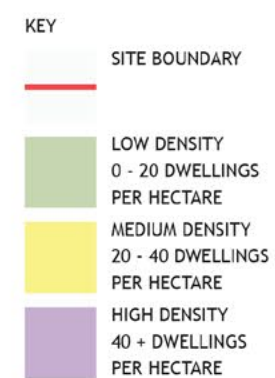 KEY
SITE BOUNDARY
LOW DENSITY
0 - 20 DWELLINGS
PER HECTARE
MEDIUM DENSITY
20 - 40 DWELLINGS
PER HECTARE
HIGH DENSITY
40 + DWELLINGS
PER HECTARE